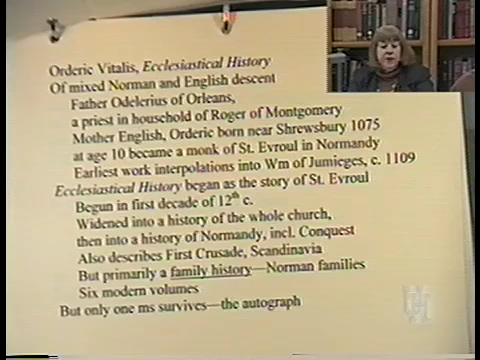 Orderic Vitalis, Ecclesiastical History
Of mixed Norman and English descent
Father Odelerius of Orleans,
a priest in household of Roger of Montgomery
Mother English, Orderic born near Shrewsbury 1075
at age 10 became a monk of St. Evroul in Normandy
Earliest work interpolations into Wm of Jumieges, c. 1109
Ecclesiastical History began as the story of St. Evroul
Begun in first decade of 12th c.
Widened into a history of the whole church,
then into a history of Normandy, incl. Conquest
Also describes First Crusade, Scandinavia
But primarily a family history—Norman families
Six modern volumes
But only one ms survives—the autograph